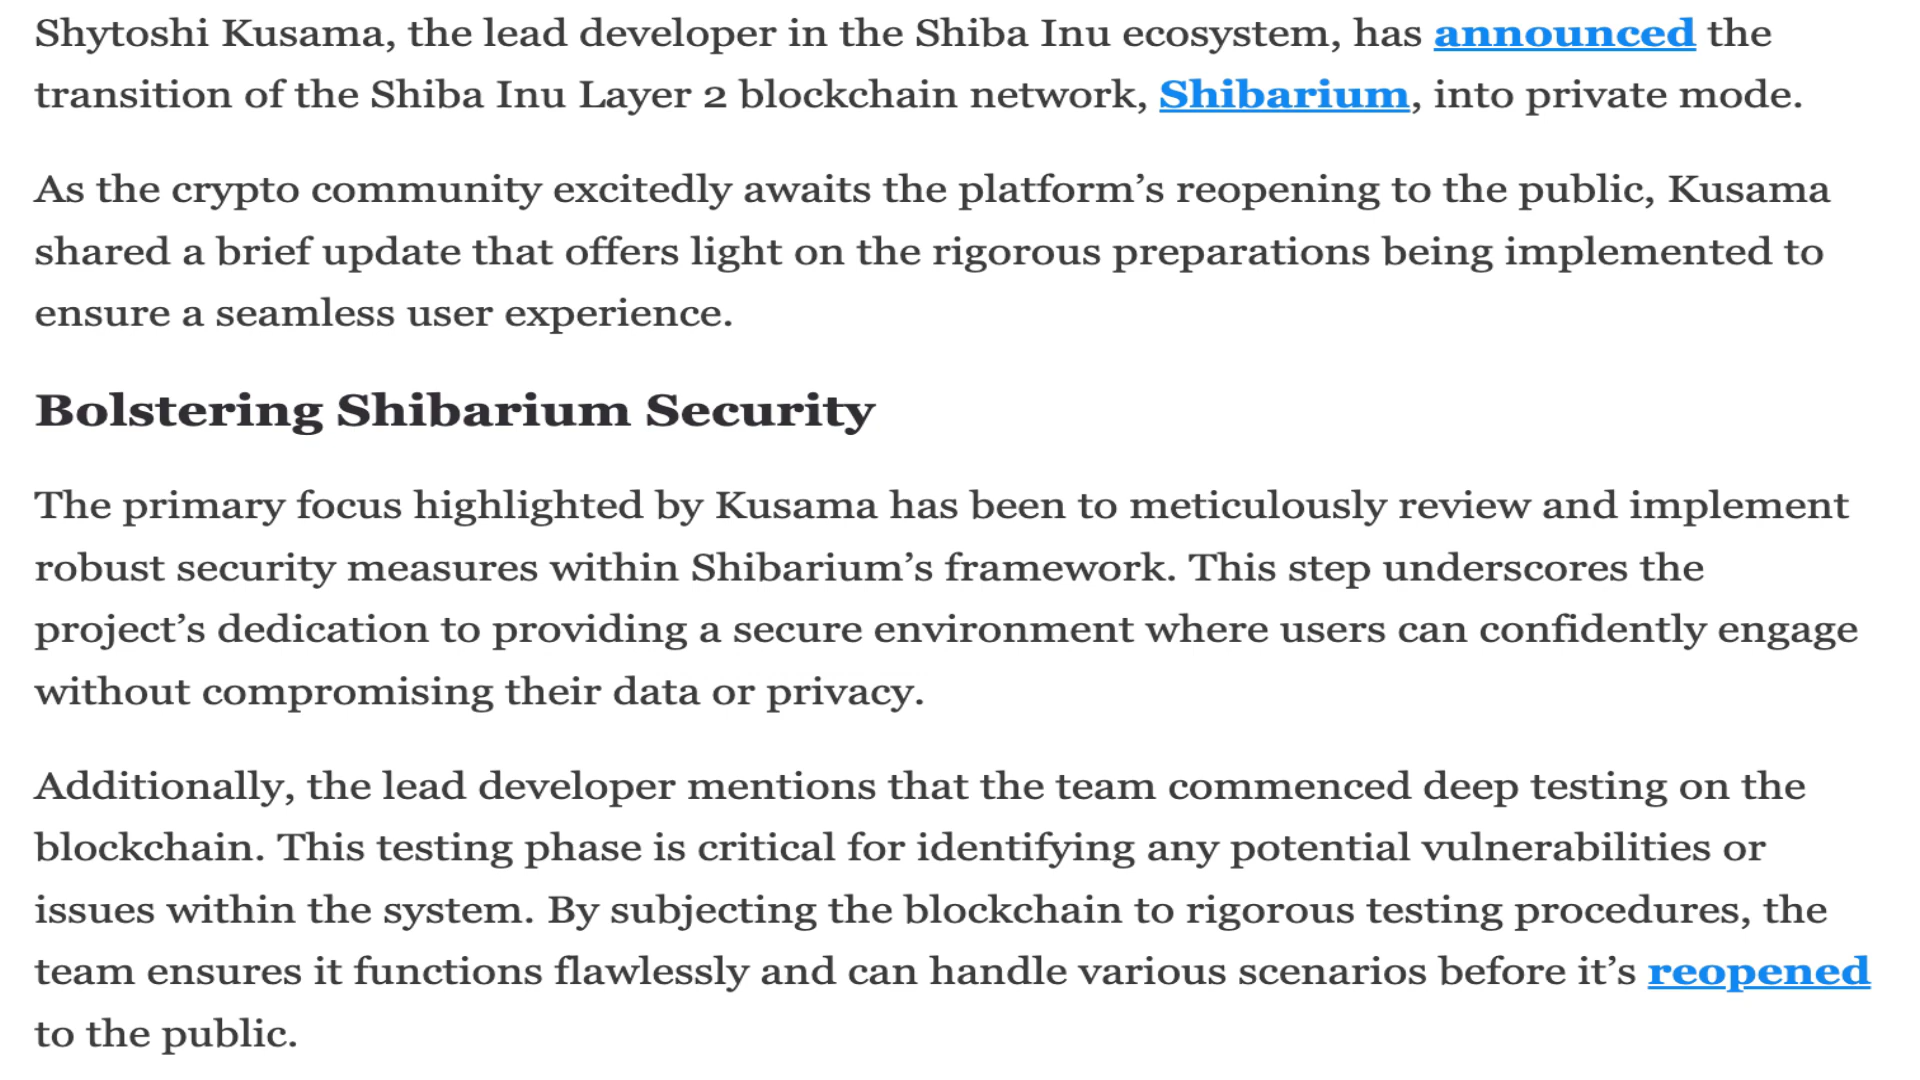 Shytoshi Kusama, the lead developer in the Shiba Inu ecosystem, has announced the
transition of the Shiba Inu Layer 2 blockchain network, Shibarium, into private mode.
As the crypto community excitedly awaits the platform’s reopening to the public, Kusama
shared a brief update that offers light on the rigorous preparations being implemented to
ensure a seamless user experience.
Bolstering Shibarium Security
The primary focus highlighted by Kusama has been to meticulously review and implement
robust security measures within Shibarium’s framework. This step underscores the
project’s dedication to providing a secure environment where users can confidently engage
without compromising their data or privacy.
Additionally, the lead developer mentions that the team commenced deep testing on the
blockchain. This testing phase is critical for identifying any potential vulnerabilities or
issues within the system. By subjecting the blockchain to rigorous testing procedures, the
team ensures it functions flawlessly and can handle various scenarios before it’s reopened
to the public.